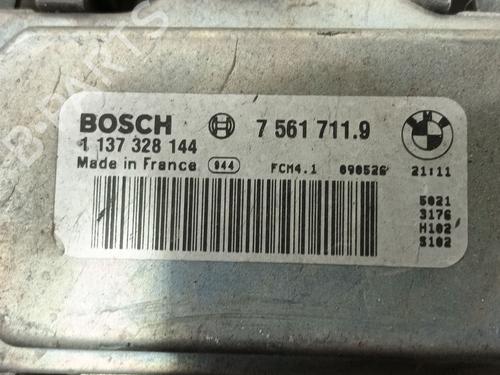 B-PARTS
BOSCH 7 561 711.9
1 137 328 144
Made in France 044 FCM4.1 090526 21:11
5021
3176
H102
S102